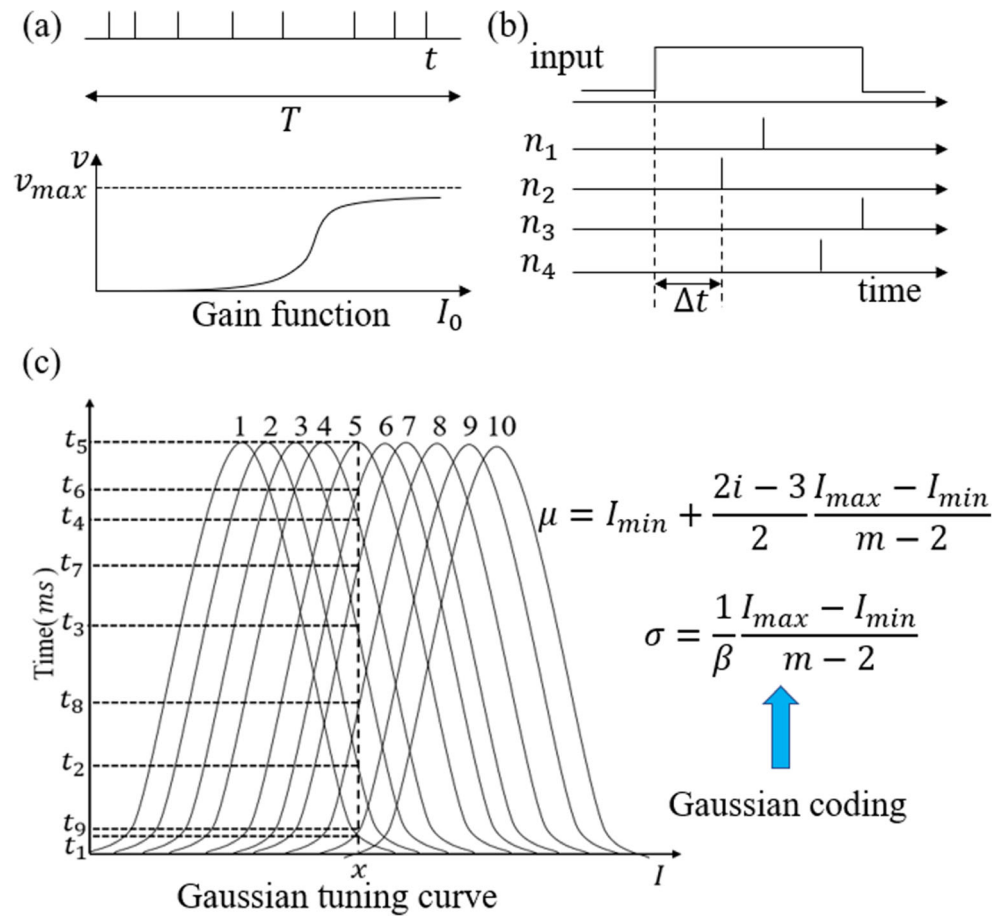 (a)
t
T
v
v_max
Gain function
I_0
(b)
input
n_1
n_2
n_3
n_4
Δt
time
(c)
1 2 3 4 5 6 7 8 9 10
t_5
t_6
t_4
t_7
t_3
t_8
t_2
t_9
t_1
Time(ms)
x
I
Gaussian tuning curve
μ = I_min + (2i − 3)/2 (I_max − I_min)/(m − 2)
σ = 1/β (I_max − I_min)/(m − 2)
Gaussian coding